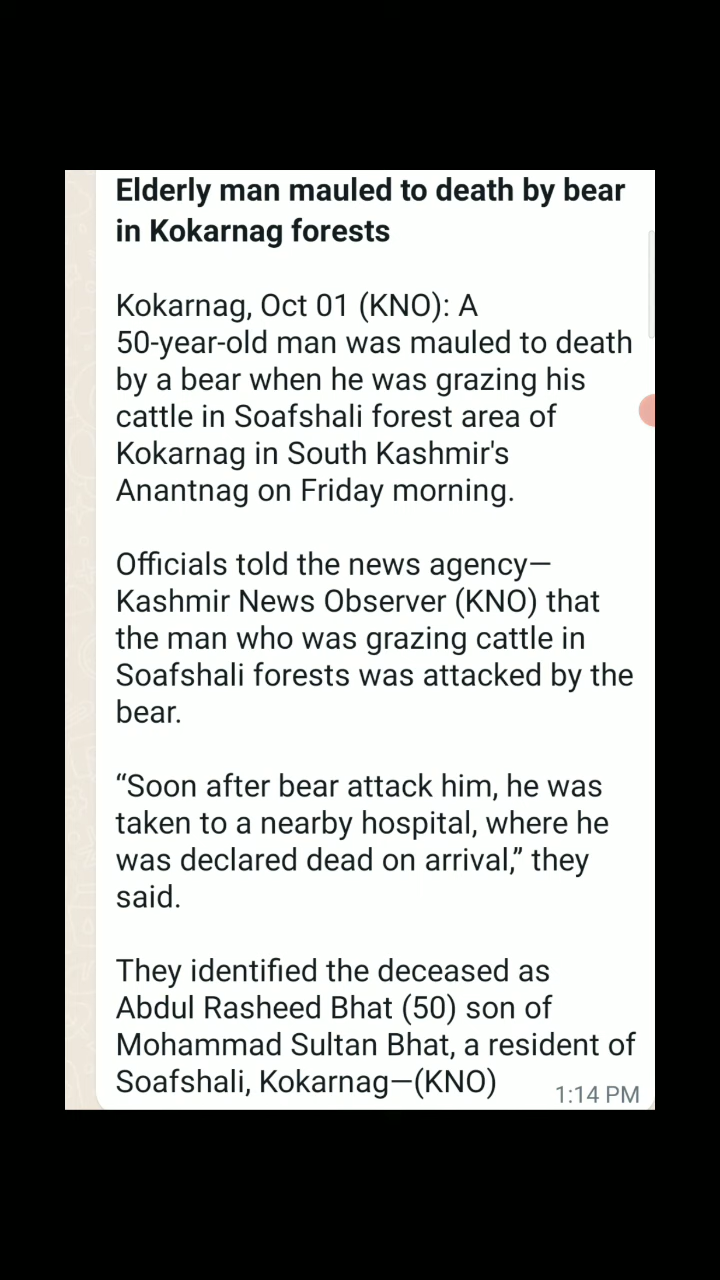 Elderly man mauled to death by bear
in Kokarnag forests
Kokarnag, Oct 01 (KNO): A
50-year-old man was mauled to death
by a bear when he was grazing his
cattle in Soafshali forest area of
Kokarnag in South Kashmir's
Anantnag on Friday morning.
Officials told the news agency—
Kashmir News Observer (KNO) that
the man who was grazing cattle in
Soafshali forests was attacked by the
bear.
“Soon after bear attack him, he was
taken to a nearby hospital, where he
was declared dead on arrival,” they
said.
They identified the deceased as
Abdul Rasheed Bhat (50) son of
Mohammad Sultan Bhat, a resident of
Soafshali, Kokarnag—(KNO)
1:14 PM